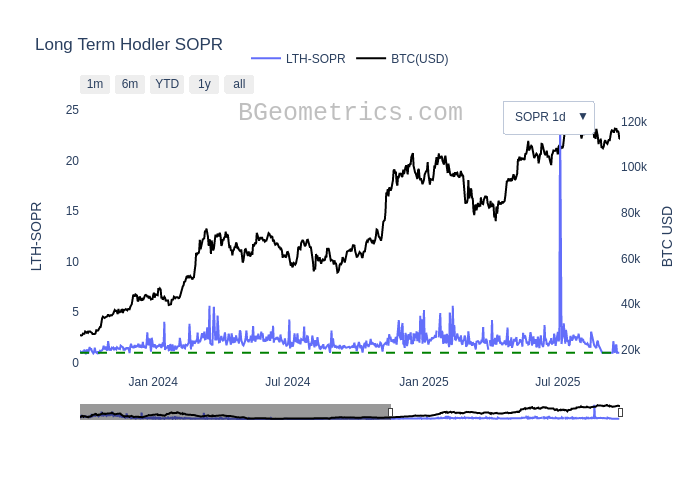 Long Term Hodler SOPR
LTH-SOPR
BTC(USD)
1m
6m
YTD
1y
all
BGeometrics.com
SOPR 1d ▼
25
20
15
10
5
0
LTH-SOPR
120k
100k
80k
60k
40k
20k
BTC USD
Jan 2024
Jul 2024
Jan 2025
Jul 2025